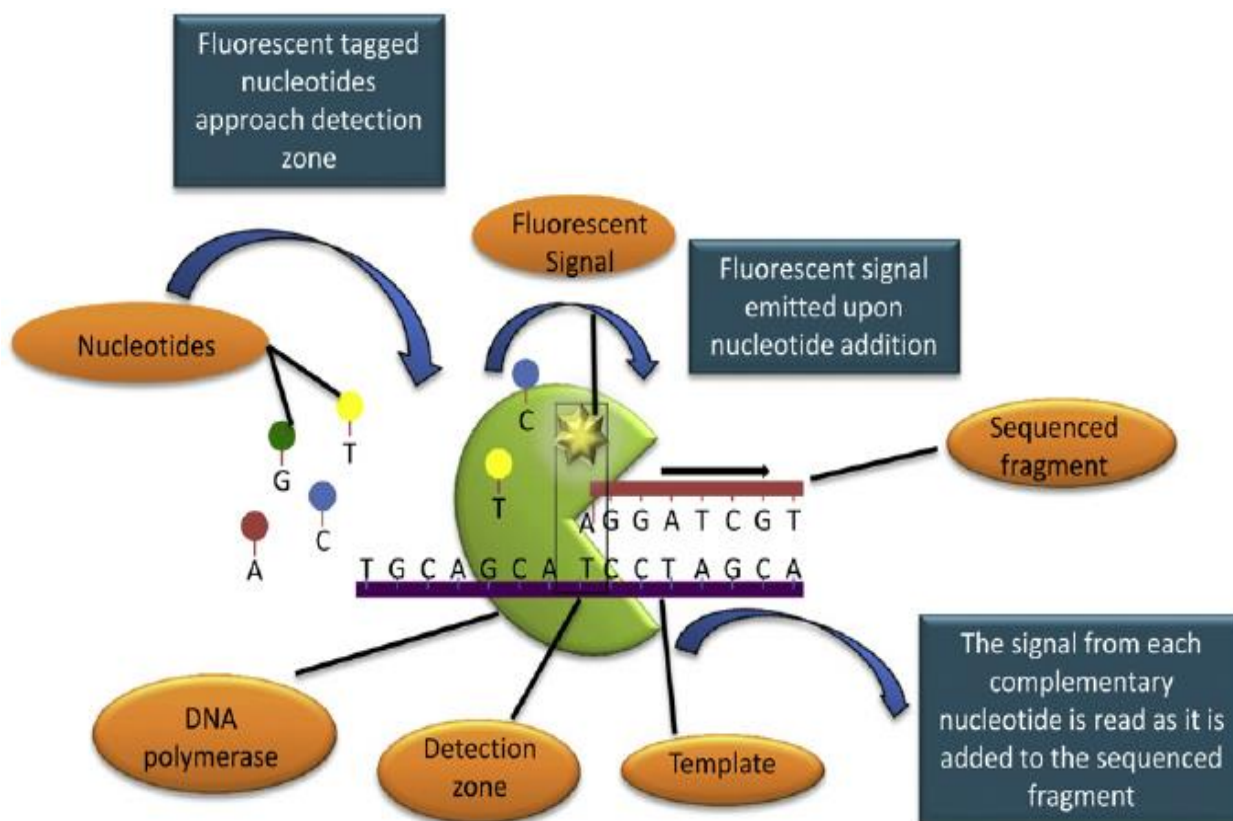 Fluorescent tagged
nucleotides
approach detection
zone
Fluorescent
Signal
Fluorescent signal
emitted upon
nucleotide addition
Nucleotides
C
T
G
T
C
A
Sequenced
fragment
A G G A T C G T
T G C A G C A T C C T A G C A
DNA
polymerase
Detection
zone
Template
The signal from each
complementary
nucleotide is read as it is
added to the sequenced
fragment